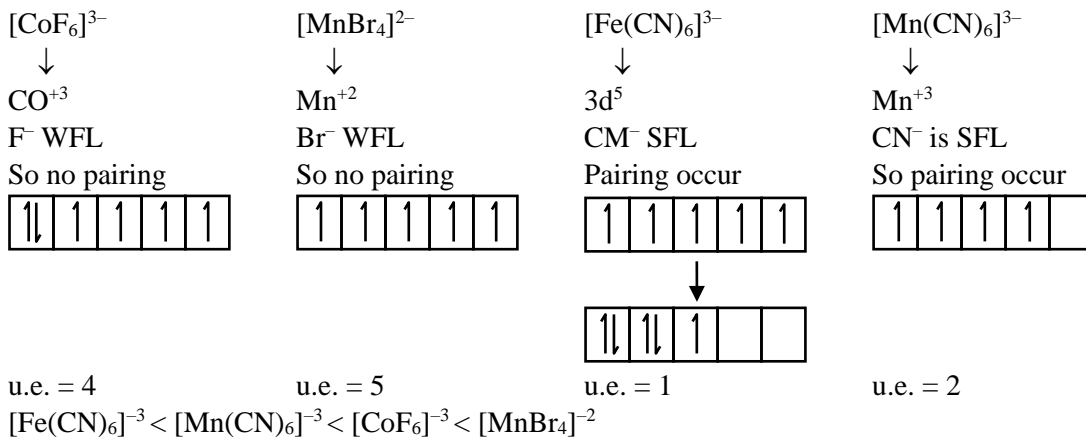 [CoF₆]³⁻ [MnBr₄]²⁻ [Fe(CN)₆]³⁻ [Mn(CN)₆]³⁻
↓ ↓ ↓ ↓
CO⁺³ Mn⁺² 3d⁵ Mn⁺³
F⁻ WFL Br⁻ WFL CM⁻ SFL CN⁻ is SFL
So no pairing So no pairing Pairing occur So pairing occur
u.e. = 4 u.e. = 5 u.e. = 1 u.e. = 2
[Fe(CN)₆]⁻³ < [Mn(CN)₆]⁻³ < [CoF₆]⁻³ < [MnBr₄]⁻²